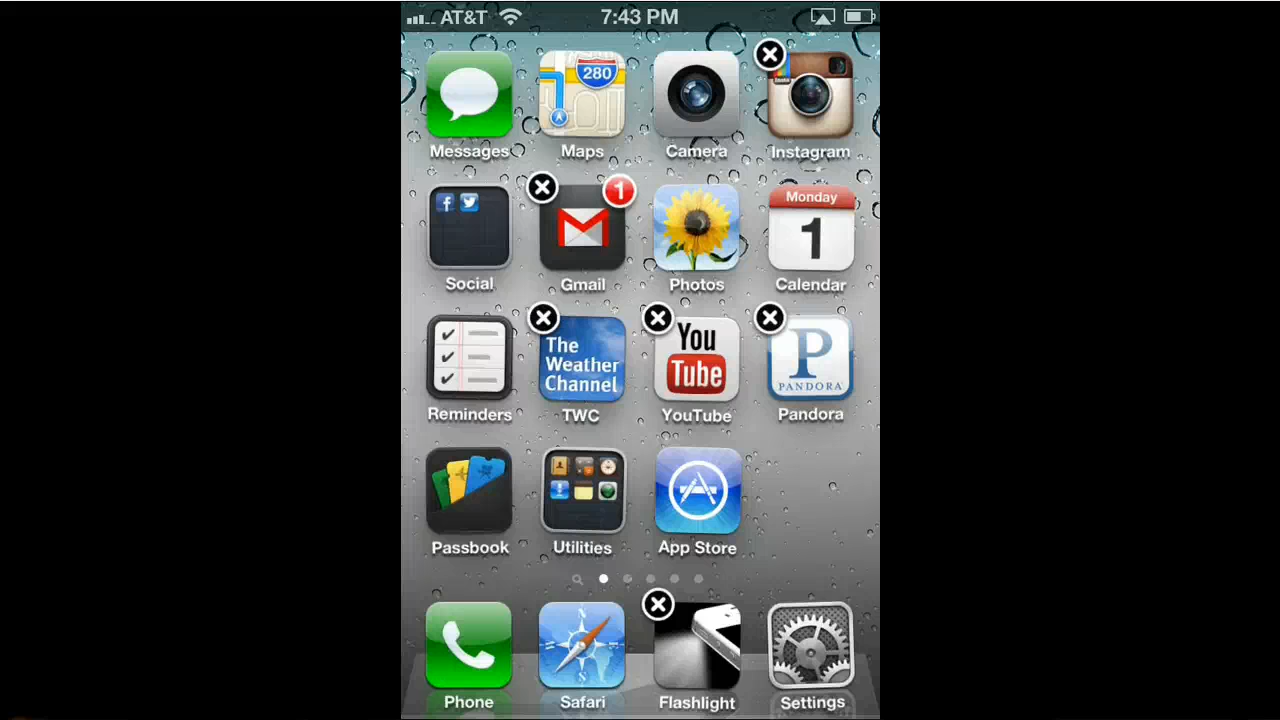 AT&T 7:43 PM
280
Insta
Messages Maps Camera Instagram
1
Monday
1
Social Gmail Photos Calendar
The
Weather
Channel
You
Tube
P
PANDORA
Reminders TWC YouTube Pandora
Passbook Utilities App Store
N
Phone Safari Flashlight Settings